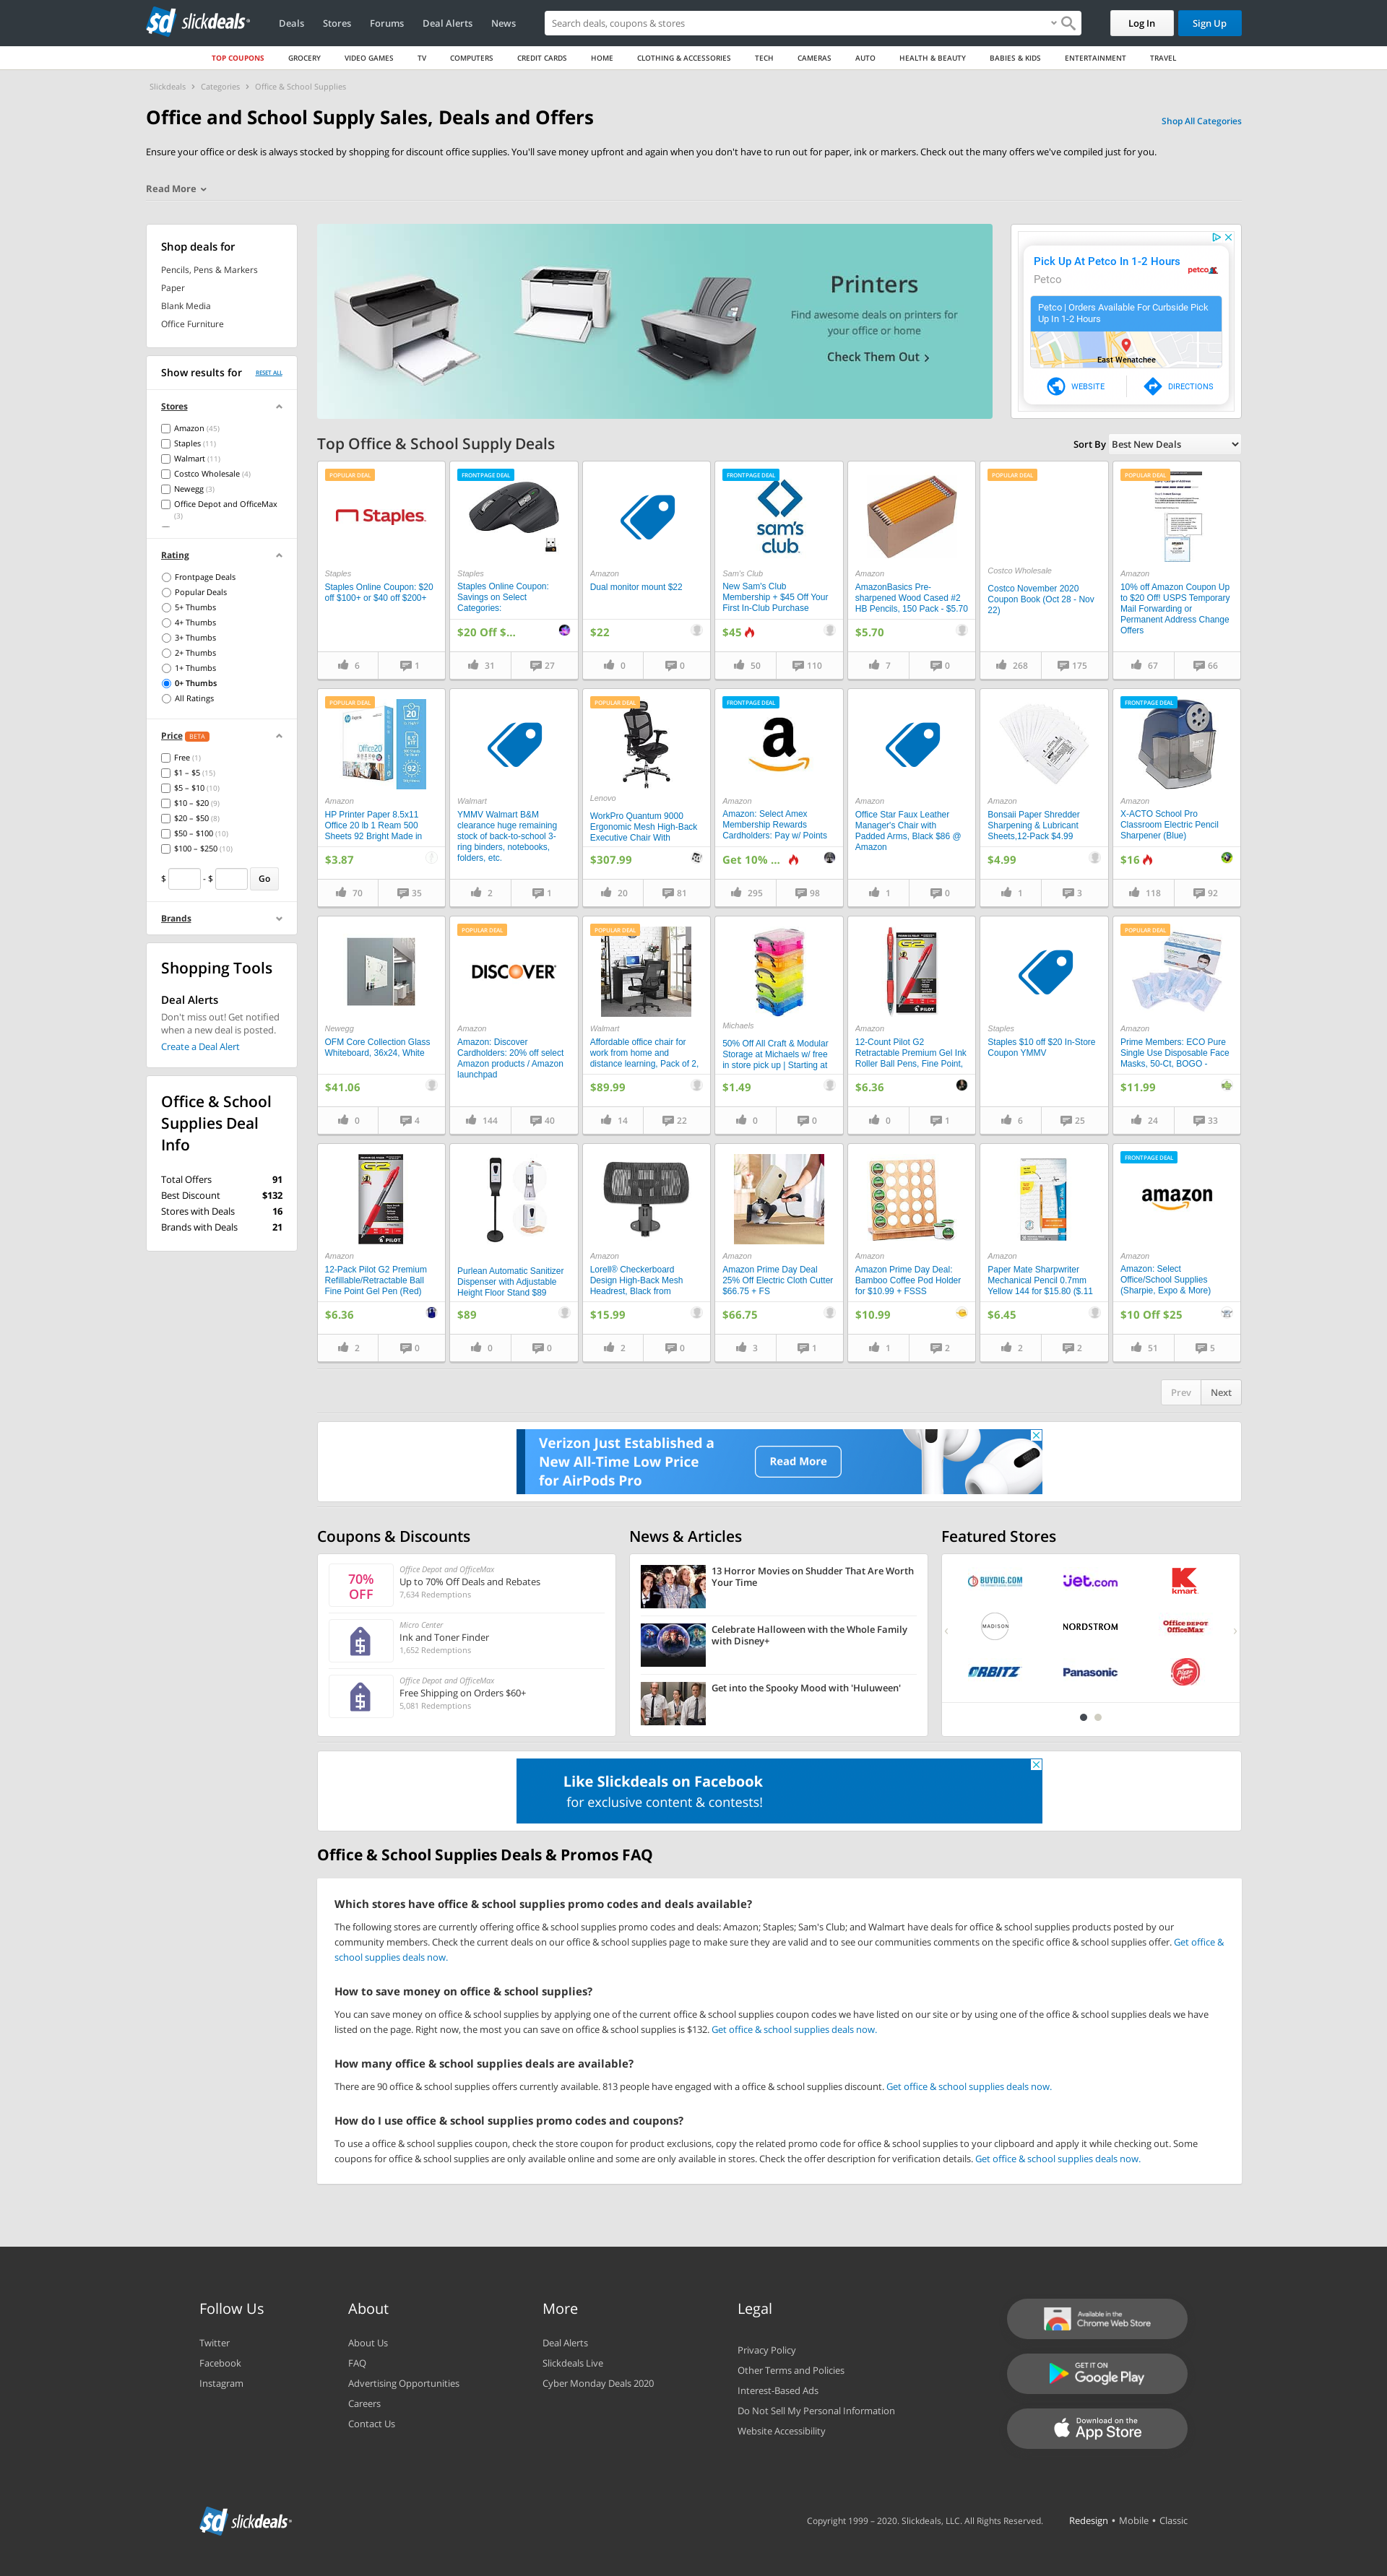 sd slickdeals
Deals
Stores
Forums
Deal Alerts
News
Search deals, coupons & stores
Log In
Sign Up
TOP COUPONS
GROCERY
VIDEO GAMES
TV
COMPUTERS
CREDIT CARDS
HOME
CLOTHING & ACCESSORIES
TECH
CAMERAS
AUTO
HEALTH & BEAUTY
BABIES & KIDS
ENTERTAINMENT
TRAVEL
Slickdeals › Categories › Office & School Supplies
Office and School Supply Sales, Deals and Offers
Shop All Categories
Ensure your office or desk is always stocked by shopping for discount office supplies. You'll save money upfront and again when you don't have to run out for paper, ink or markers. Check out the many offers we've compiled just for you.
Read More
Shop deals for
Pencils, Pens & Markers
Paper
Blank Media
Office Furniture
Show results for
RESET ALL
Stores
Amazon (45)
Staples (11)
Walmart (11)
Costco Wholesale (4)
Newegg (3)
Office Depot and OfficeMax
(3)
Rating
Frontpage Deals
Popular Deals
5+ Thumbs
4+ Thumbs
3+ Thumbs
2+ Thumbs
1+ Thumbs
0+ Thumbs
All Ratings
Price BETA
Free (1)
$1 – $5 (15)
$5 – $10 (10)
$10 – $20 (9)
$20 – $50 (8)
$50 – $100 (10)
$100 – $250 (10)
$ - $ Go
Brands
Shopping Tools
Deal Alerts
Don't miss out! Get notified
when a new deal is posted.
Create a Deal Alert
Office & School
Supplies Deal
Info
Total Offers 91
Best Discount $132
Stores with Deals 16
Brands with Deals 21
Printers
Find awesome deals on printers for
your office or home
Check Them Out
Pick Up At Petco In 1-2 Hours
Petco
petco
Petco | Orders Available For Curbside Pick
Up In 1-2 Hours
East Wenatchee
WEBSITE
DIRECTIONS
Top Office & School Supply Deals
Sort By Best New Deals
POPULAR DEAL
Staples
Staples
Staples Online Coupon: $20
off $100+ or $40 off $200+
6 1
FRONTPAGE DEAL
Staples
Staples Online Coupon:
Savings on Select
Categories:
$20 Off $...
31 27
Amazon
Dual monitor mount $22
$22
0 0
FRONTPAGE DEAL
sam's
club
Sam's Club
New Sam's Club
Membership + $45 Off Your
First In-Club Purchase
$45
50 110
Amazon
AmazonBasics Pre-
sharpened Wood Cased #2
HB Pencils, 150 Pack - $5.70
$5.70
7 0
POPULAR DEAL
Costco Wholesale
Costco November 2020
Coupon Book (Oct 28 - Nov
22)
268 175
POPULAR DEAL
Amazon
10% off Amazon Coupon Up
to $20 Off! USPS Temporary
Mail Forwarding or
Permanent Address Change
Offers
67 66
POPULAR DEAL
Office20
20
92
Amazon
HP Printer Paper 8.5x11
Office 20 lb 1 Ream 500
Sheets 92 Bright Made in
$3.87
70 35
Walmart
YMMV Walmart B&M
clearance huge remaining
stock of back-to-school 3-
ring binders, notebooks,
folders, etc.
2 1
POPULAR DEAL
Lenovo
WorkPro Quantum 9000
Ergonomic Mesh High-Back
Executive Chair With
$307.99
20 81
FRONTPAGE DEAL
a
Amazon
Amazon: Select Amex
Membership Rewards
Cardholders: Pay w/ Points
Get 10% ...
295 98
Amazon
Office Star Faux Leather
Manager's Chair with
Padded Arms, Black $86 @
Amazon
1 0
Amazon
Bonsaii Paper Shredder
Sharpening & Lubricant
Sheets,12-Pack $4.99
$4.99
1 3
FRONTPAGE DEAL
Amazon
X-ACTO School Pro
Classroom Electric Pencil
Sharpener (Blue)
$16
118 92
Newegg
OFM Core Collection Glass
Whiteboard, 36x24, White
$41.06
0 4
POPULAR DEAL
DISCOVER
Amazon
Amazon: Discover
Cardholders: 20% off select
Amazon products / Amazon
launchpad
144 40
POPULAR DEAL
Walmart
Affordable office chair for
work from home and
distance learning, Pack of 2,
$89.99
14 22
Michaels
50% Off All Craft & Modular
Storage at Michaels w/ free
in store pick up | Starting at
$1.49
0 0
G2
PILOT
Amazon
12-Count Pilot G2
Retractable Premium Gel Ink
Roller Ball Pens, Fine Point,
$6.36
0 1
Staples
Staples $10 off $20 In-Store
Coupon YMMV
6 25
POPULAR DEAL
Amazon
Prime Members: ECO Pure
Single Use Disposable Face
Masks, 50-Ct, BOGO -
$11.99
24 33
G2
PILOT
Amazon
12-Pack Pilot G2 Premium
Refillable/Retractable Ball
Fine Point Gel Pen (Red)
$6.36
2 0
Purlean Automatic Sanitizer
Dispenser with Adjustable
Height Floor Stand $89
$89
0 0
Amazon
Lorell® Checkerboard
Design High-Back Mesh
Headrest, Black from
$15.99
2 0
Amazon
Amazon Prime Day Deal
25% Off Electric Cloth Cutter
$66.75 + FS
$66.75
3 1
Amazon
Amazon Prime Day Deal:
Bamboo Coffee Pod Holder
for $10.99 + FSSS
$10.99
1 2
Amazon
Paper Mate Sharpwriter
Mechanical Pencil 0.7mm
Yellow 144 for $15.80 ($.11
$6.45
2 2
FRONTPAGE DEAL
amazon
Amazon
Amazon: Select
Office/School Supplies
(Sharpie, Expo & More)
$10 Off $25
51 5
Prev Next
Verizon Just Established a
New All-Time Low Price
for AirPods Pro
Read More
Coupons & Discounts
70%
OFF
Office Depot and OfficeMax
Up to 70% Off Deals and Rebates
7,634 Redemptions
Micro Center
Ink and Toner Finder
1,652 Redemptions
Office Depot and OfficeMax
Free Shipping on Orders $60+
5,081 Redemptions
News & Articles
13 Horror Movies on Shudder That Are Worth
Your Time
Celebrate Halloween with the Whole Family
with Disney+
Get into the Spooky Mood with 'Huluween'
Featured Stores
BUYDIG.COM
jet.com
kmart
MADISON
NORDSTROM
Office DEPOT
OfficeMax
ORBITZ
Panasonic
Pizza Hut
Like Slickdeals on Facebook
for exclusive content & contests!
Office & School Supplies Deals & Promos FAQ
Which stores have office & school supplies promo codes and deals available?
The following stores are currently offering office & school supplies promo codes and deals: Amazon; Staples; Sam's Club; and Walmart have deals for office & school supplies products posted by our
community members. Check the current deals on our office & school supplies page to make sure they are valid and to see our communities comments on the specific office & school supplies offer. Get office &
school supplies deals now.
How to save money on office & school supplies?
You can save money on office & school supplies by applying one of the current office & school supplies coupon codes we have listed on our site or by using one of the office & school supplies deals we have
listed on the page. Right now, the most you can save on office & school supplies is $132. Get office & school supplies deals now.
How many office & school supplies deals are available?
There are 90 office & school supplies offers currently available. 813 people have engaged with a office & school supplies discount. Get office & school supplies deals now.
How do I use office & school supplies promo codes and coupons?
To use a office & school supplies coupon, check the store coupon for product exclusions, copy the related promo code for office & school supplies to your clipboard and apply it while checking out. Some
coupons for office & school supplies are only available online and some are only available in stores. Check the offer description for verification details. Get office & school supplies deals now.
Follow Us
Twitter
Facebook
Instagram
About
About Us
FAQ
Advertising Opportunities
Careers
Contact Us
More
Deal Alerts
Slickdeals Live
Cyber Monday Deals 2020
Legal
Privacy Policy
Other Terms and Policies
Interest-Based Ads
Do Not Sell My Personal Information
Website Accessibility
Available in the
Chrome Web Store
GET IT ON
Google Play
Download on the
App Store
sd slickdeals
Copyright 1999 – 2020. Slickdeals, LLC. All Rights Reserved.
Redesign • Mobile • Classic